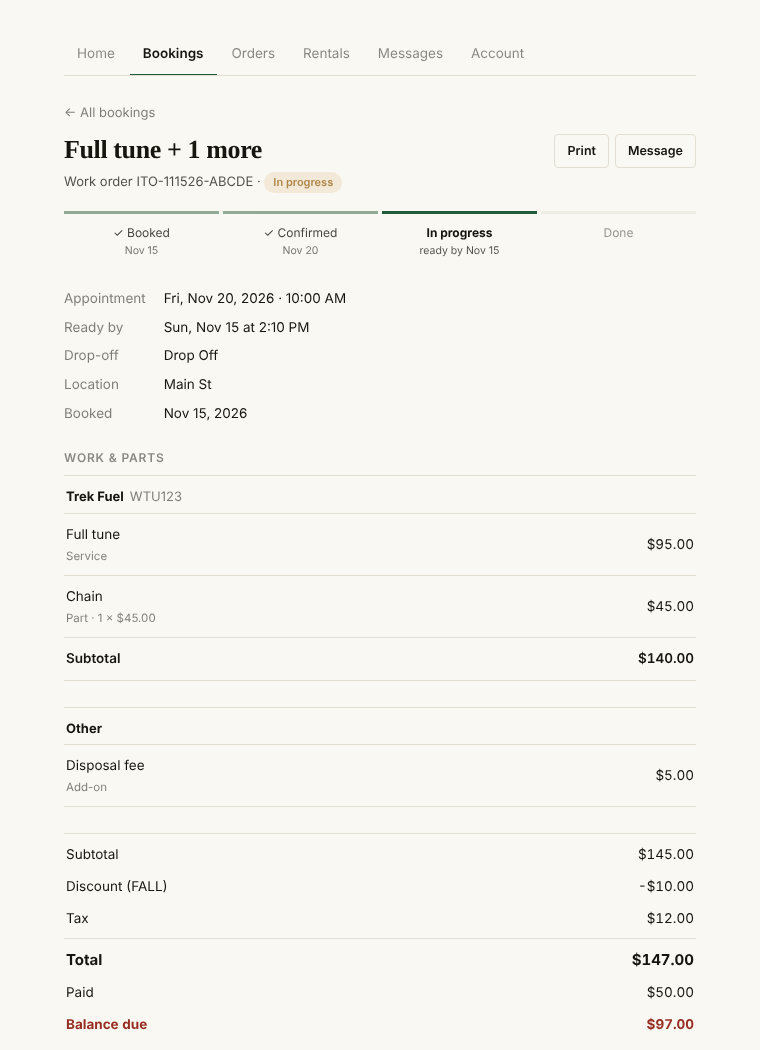 Home Bookings Orders Rentals Messages Account
← All bookings
Full tune + 1 more
Print Message
Work order ITO-111526-ABCDE · In progress
✓ Booked ✓ Confirmed In progress Done
Nov 15 Nov 20 ready by Nov 15
Appointment Fri, Nov 20, 2026 · 10:00 AM
Ready by Sun, Nov 15 at 2:10 PM
Drop-off Drop Off
Location Main St
Booked Nov 15, 2026
WORK & PARTS
Trek Fuel WTU123
Full tune
Service
$95.00
Chain
Part · 1 × $45.00
$45.00
Subtotal $140.00
Other
Disposal fee
Add-on
$5.00
Subtotal $145.00
Discount (FALL) -$10.00
Tax $12.00
Total $147.00
Paid $50.00
Balance due $97.00